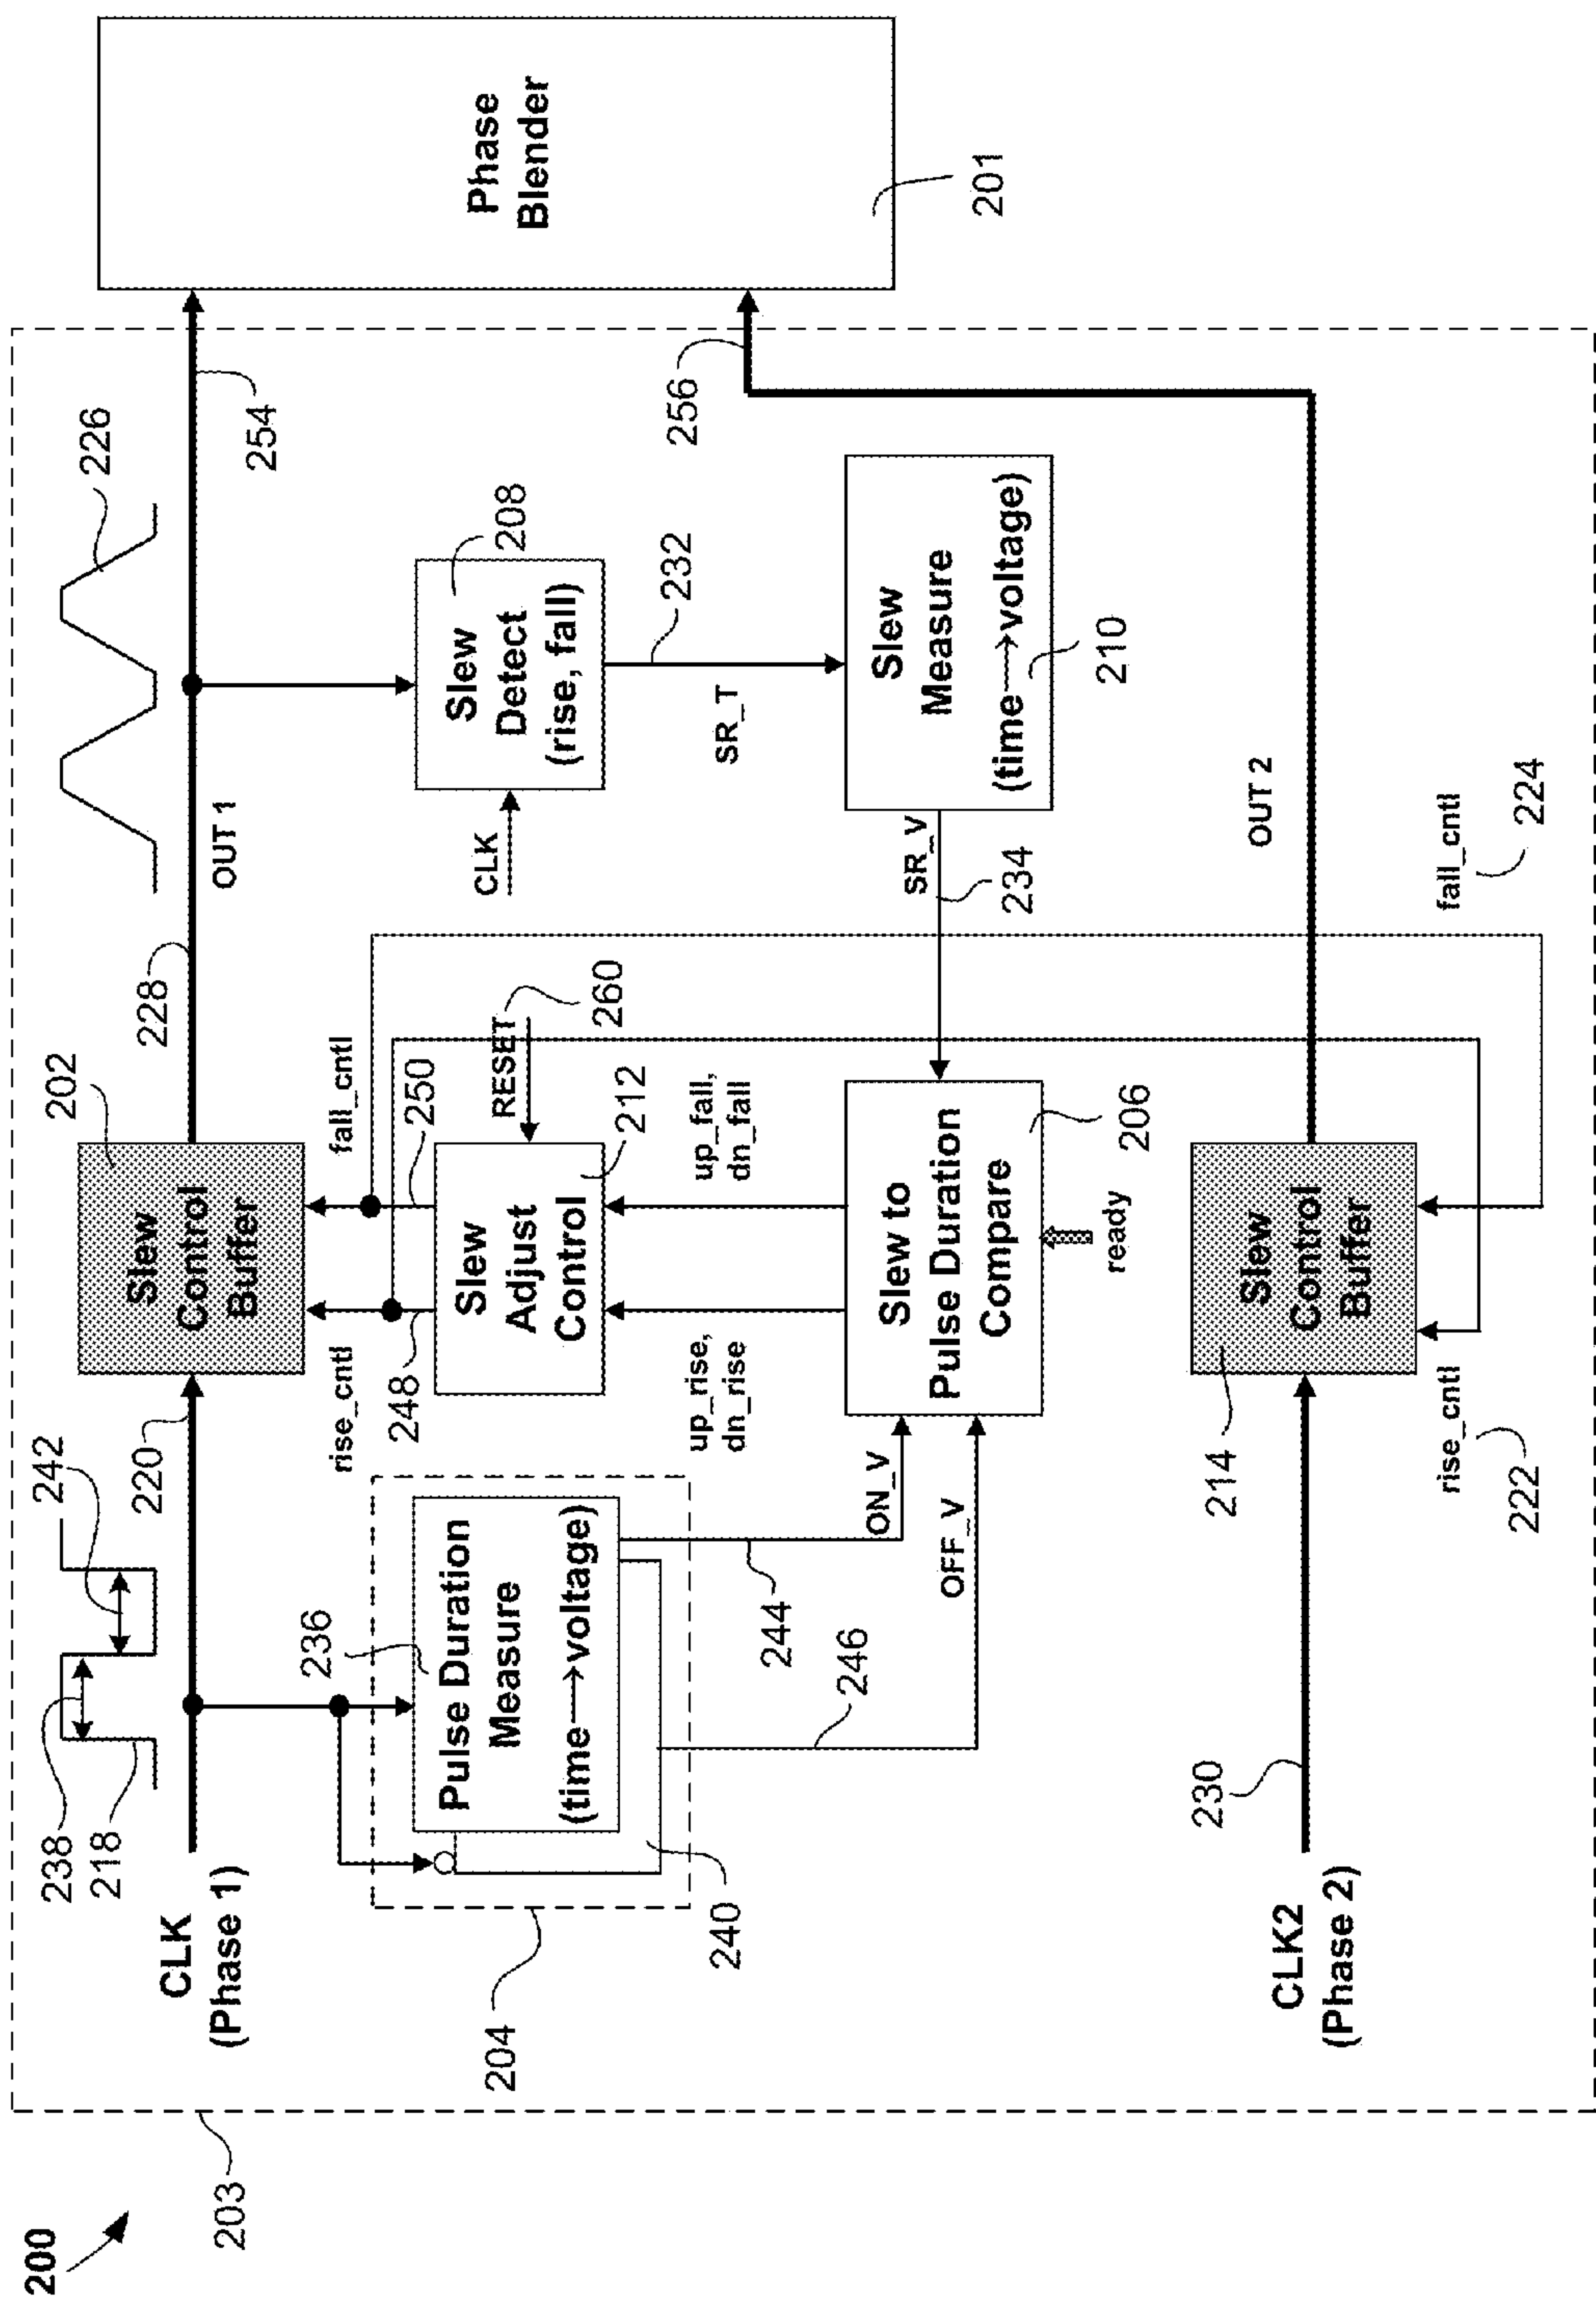 200
203
238
218
242
220
CLK
(Phase 1)
202
Slew
Control
Buffer
228
OUT 1
226
254
Phase
Blender
201
204
236
Pulse Duration
Measure
(time→voltage)
240
244
246
ON_V
OFF_V
rise_cntl
248
fall_cntl
250
Slew
Adjust
Control
RESET
260
212
up_rise,
dn_rise
up_fall,
dn_fall
Slew to
Pulse Duration
Compare
206
ready
CLK
Slew
Detect
(rise, fall)
208
SR_T
232
Slew
Measure
(time→voltage)
210
SR_V
234
256
CLK2
(Phase 2)
230
214
Slew
Control
Buffer
OUT 2
rise_cntl
222
fall_cntl
224